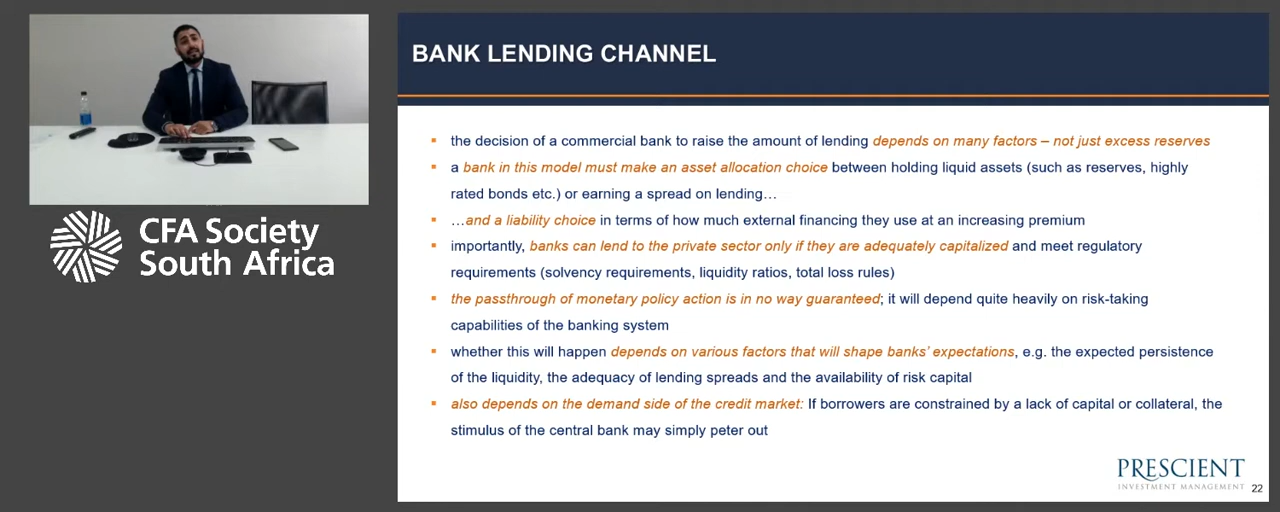 BANK LENDING CHANNEL
▪ the decision of a commercial bank to raise the amount of lending depends on many factors – not just excess reserves
▪ a bank in this model must make an asset allocation choice between holding liquid assets (such as reserves, highly
rated bonds etc.) or earning a spread on lending…
▪ …and a liability choice in terms of how much external financing they use at an increasing premium
▪ importantly, banks can lend to the private sector only if they are adequately capitalized and meet regulatory
requirements (solvency requirements, liquidity ratios, total loss rules)
▪ the passthrough of monetary policy action is in no way guaranteed; it will depend quite heavily on risk-taking
capabilities of the banking system
▪ whether this will happen depends on various factors that will shape banks' expectations, e.g. the expected persistence
of the liquidity, the adequacy of lending spreads and the availability of risk capital
▪ also depends on the demand side of the credit market: If borrowers are constrained by a lack of capital or collateral, the
stimulus of the central bank may simply peter out
CFA Society
South Africa
PRESCIENT
INVESTMENT MANAGEMENT
22